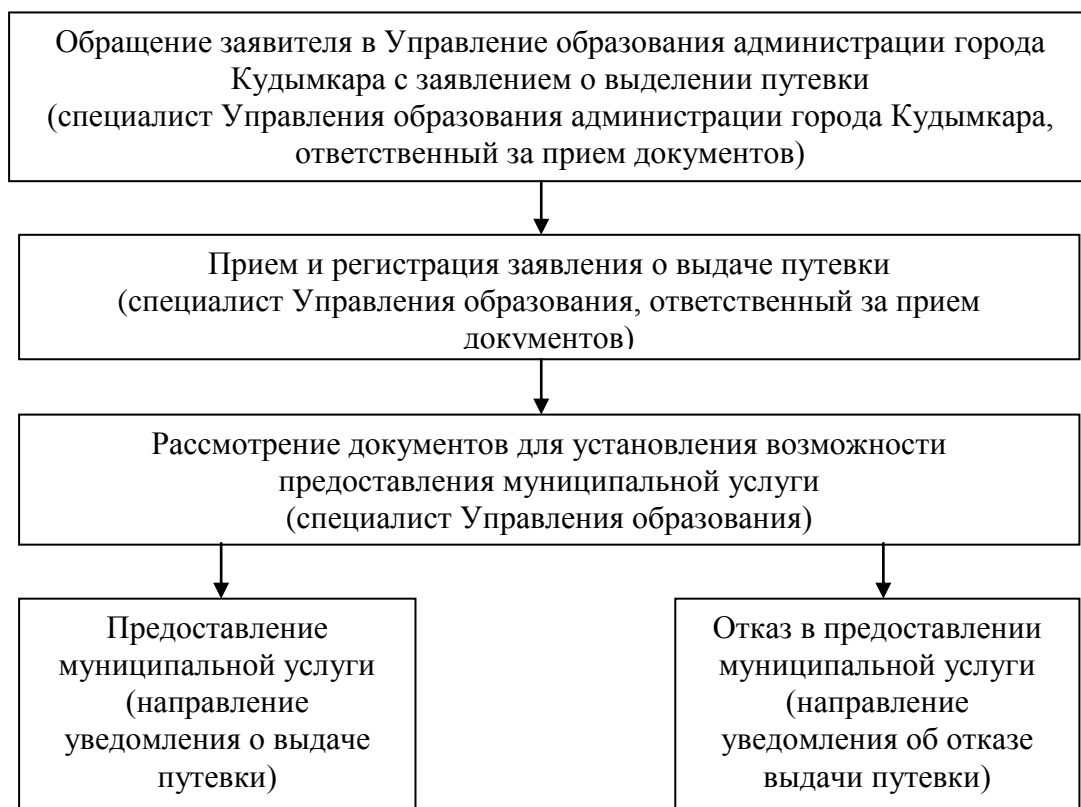 Обращение заявителя в Управление образования администрации города
Кудымкара с заявлением о выделении путевки
(специалист Управления образования администрации города Кудымкара,
ответственный за прием документов)
Прием и регистрация заявления о выдаче путевки
(специалист Управления образования, ответственный за прием
документов)
Рассмотрение документов для установления возможности
предоставления муниципальной услуги
(специалист Управления образования)
Предоставление
муниципальной услуги
(направление
уведомления о выдаче
путевки)
Отказ в предоставлении
муниципальной услуги
(направление
уведомления об отказе
выдачи путевки)